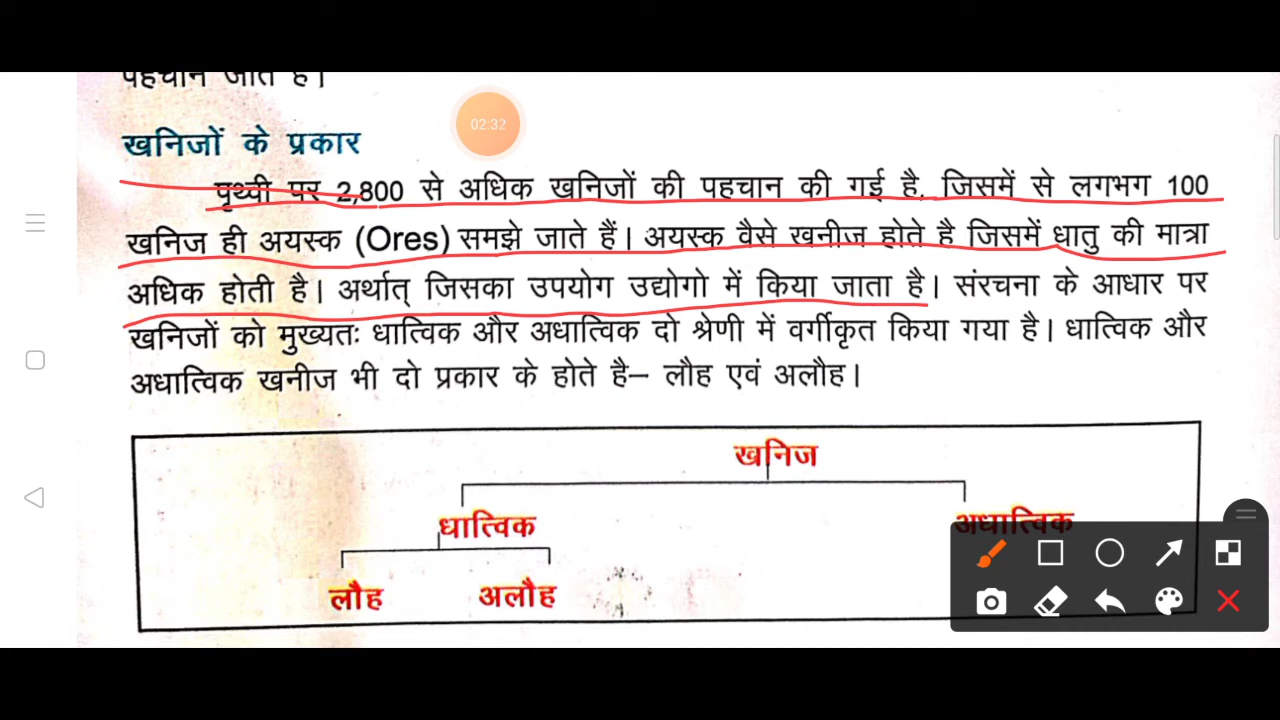 पहचाने जाते हैं।
02:32
खनिजों के प्रकार
पृथ्वी पर 2,800 से अधिक खनिजों की पहचान की गई है, जिसमें से लगभग 100
खनिज ही अयस्क (Ores) समझे जाते हैं। अयस्क वैसे खनीज होते है जिसमें धातु की मात्रा
अधिक होती है। अर्थात् जिसका उपयोग उद्योगो में किया जाता है। संरचना के आधार पर
खनिजों को मुख्यतः धात्विक और अधात्विक दो श्रेणी में वर्गीकृत किया गया है। धात्विक और
अधात्विक खनीज भी दो प्रकार के होते है– लौह एवं अलौह।
खनिज
धात्विक अधात्विक
लौह अलौह